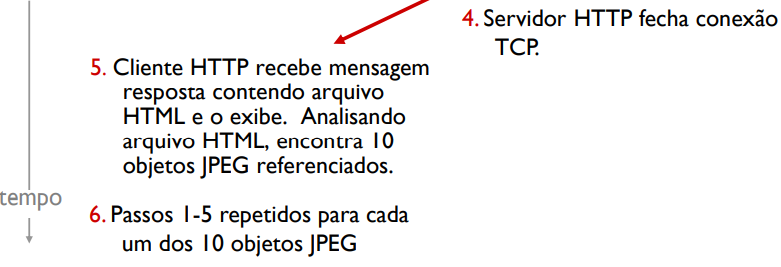 4. Servidor HTTP fecha conexão
TCP.
5. Cliente HTTP recebe mensagem
resposta contendo arquivo
HTML e o exibe. Analisando
arquivo HTML, encontra 10
objetos JPEG referenciados.
tempo
6. Passos 1-5 repetidos para cada
um dos 10 objetos JPEG